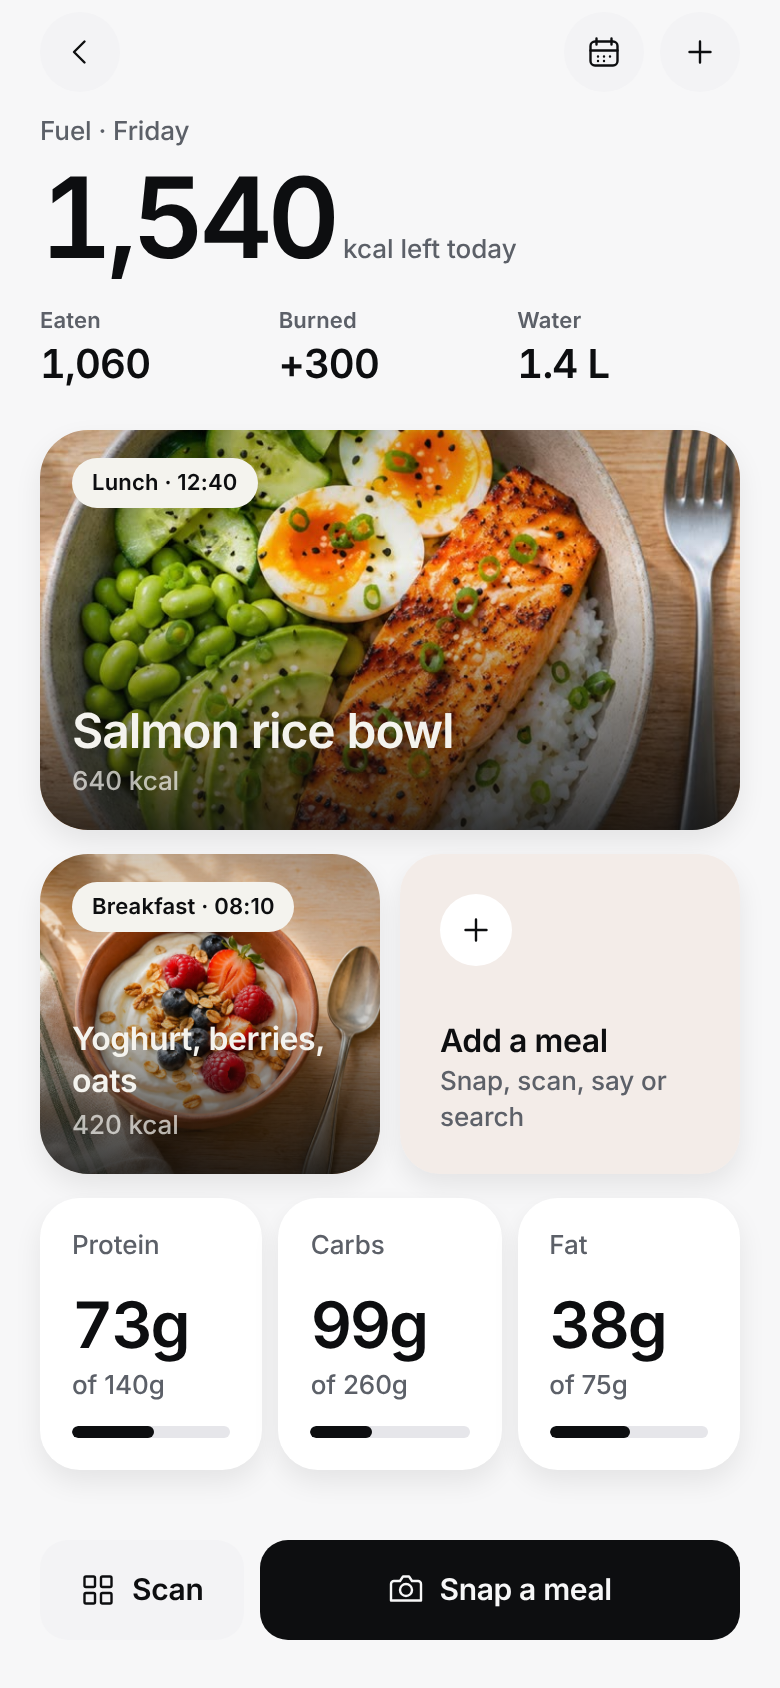 Fuel · Friday
1,540 kcal left today
Eaten
Burned
Water
1,060
+300
1.4 L
Lunch · 12:40
Salmon rice bowl
640 kcal
Breakfast · 08:10
Yoghurt, berries,
oats
420 kcal
Add a meal
Snap, scan, say or
search
Protein
73g
of 140g
Carbs
99g
of 260g
Fat
38g
of 75g
Scan
Snap a meal